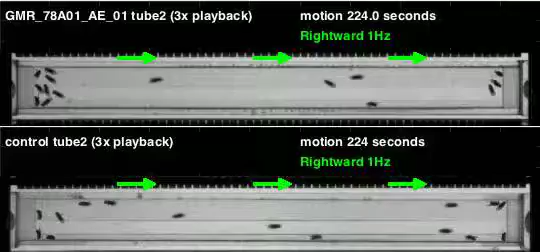 GMR_78A01_AE_01 tube2 (3x playback) motion 224.0 seconds
Rightward 1Hz
control tube2 (3x playback) motion 224 seconds
Rightward 1Hz